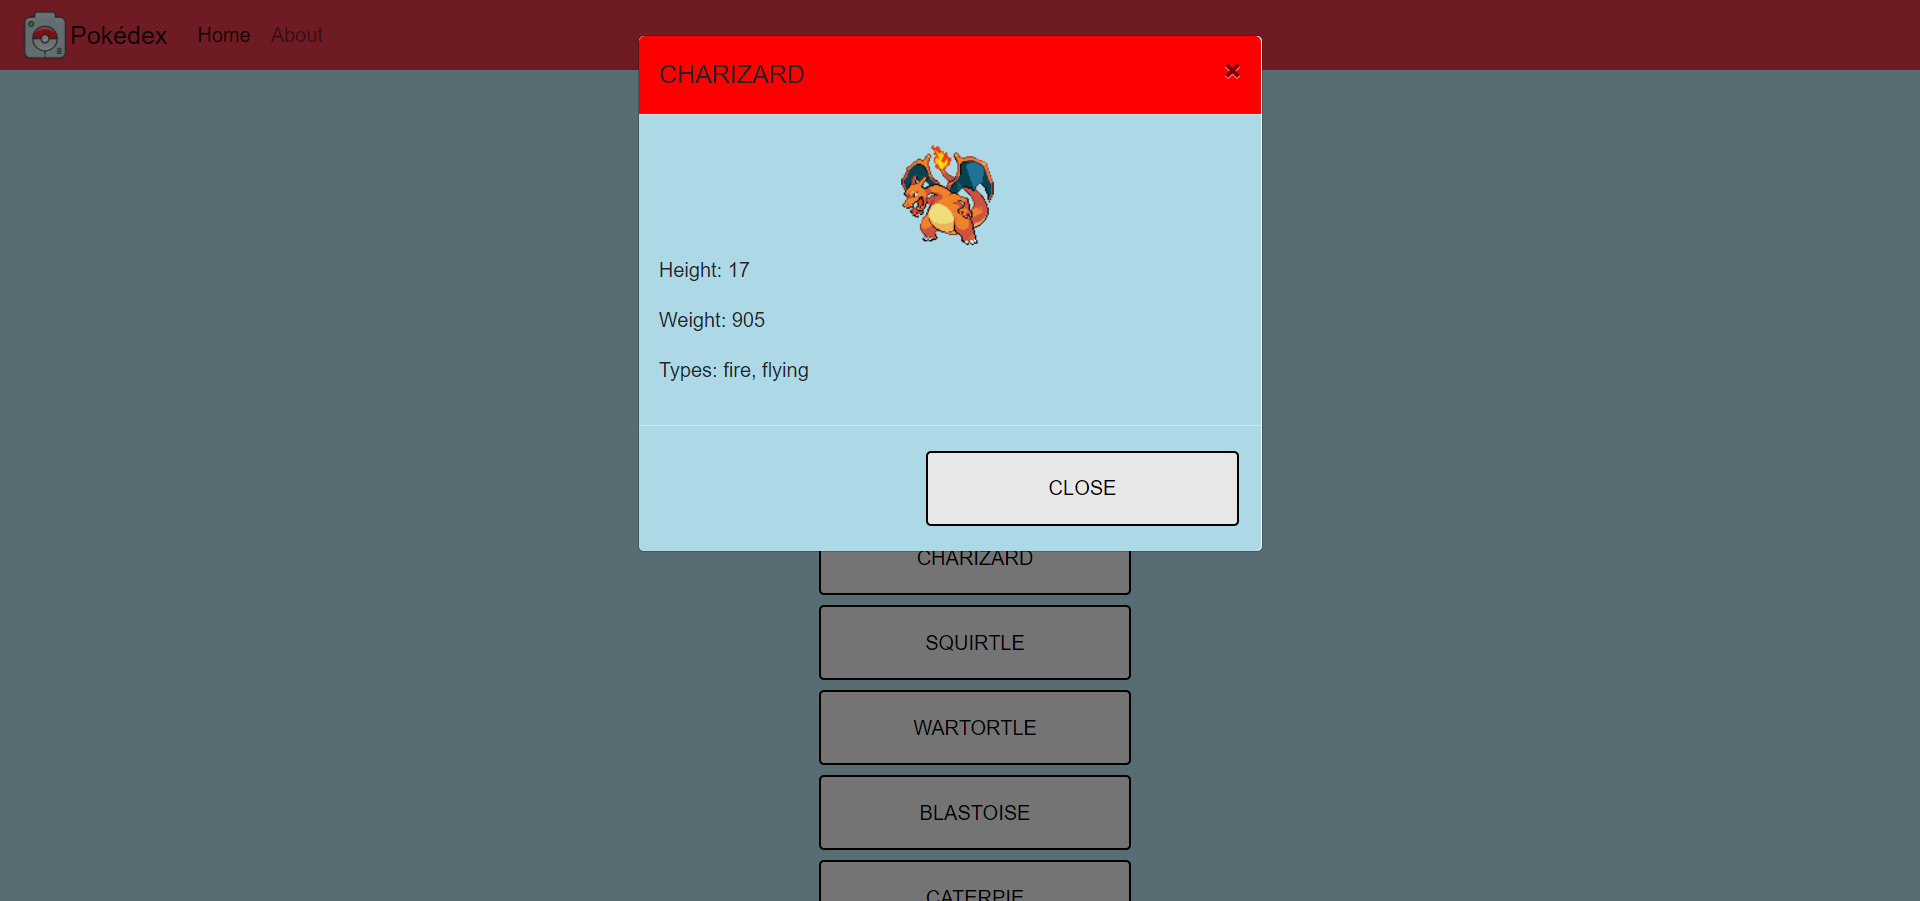 Pokédex Home About
CHARIZARD ×
Height: 17
Weight: 905
Types: fire, flying
CLOSE
CHARIZARD
SQUIRTLE
WARTORTLE
BLASTOISE
CATERPIE